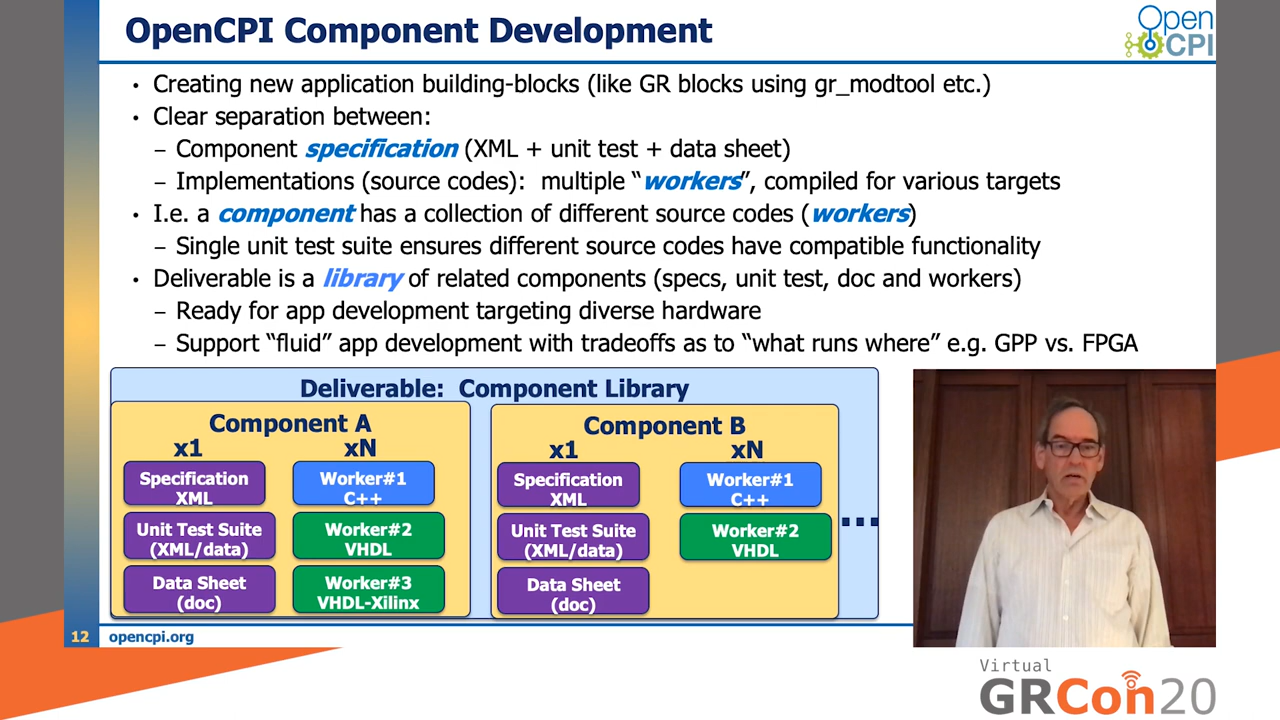 OpenCPI Component Development
Open
CPI
• Creating new application building-blocks (like GR blocks using gr_modtool etc.)
• Clear separation between:
– Component specification (XML + unit test + data sheet)
– Implementations (source codes): multiple “workers”, compiled for various targets
• I.e. a component has a collection of different source codes (workers)
– Single unit test suite ensures different source codes have compatible functionality
• Deliverable is a library of related components (specs, unit test, doc and workers)
– Ready for app development targeting diverse hardware
– Support “fluid” app development with tradeoffs as to “what runs where” e.g. GPP vs. FPGA
Deliverable: Component Library
Component A
x1 xN
Specification
XML
Unit Test Suite
(XML/data)
Data Sheet
(doc)
Worker#1
C++
Worker#2
VHDL
Worker#3
VHDL-Xilinx
Component B
x1 xN
Specification
XML
Unit Test Suite
(XML/data)
Data Sheet
(doc)
Worker#1
C++
Worker#2
VHDL
12 opencpi.org
Virtual
GRCon20